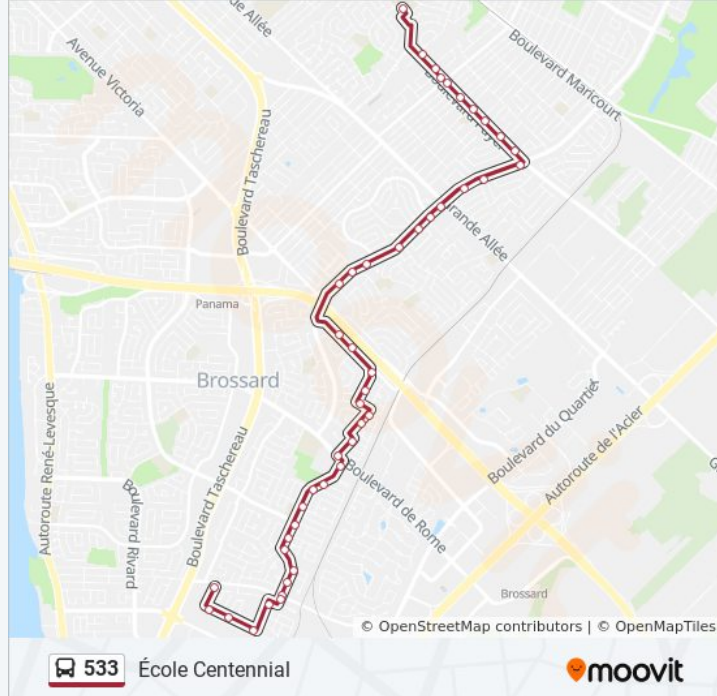 de Allée
Boulevard Maricourt
Avenue Victoria
Boulevard Taschereau
Grande Allée
Panama
Brossard
Autoroute René-Levesque
Boulevard Rivard
Boulevard Taschereau
Boulevard du Quartier
Autoroute de l'Acier
Boulevard de Rome
Brossard
© OpenStreetMap contributors | © OpenMapTiles
533 École Centennial
moovit